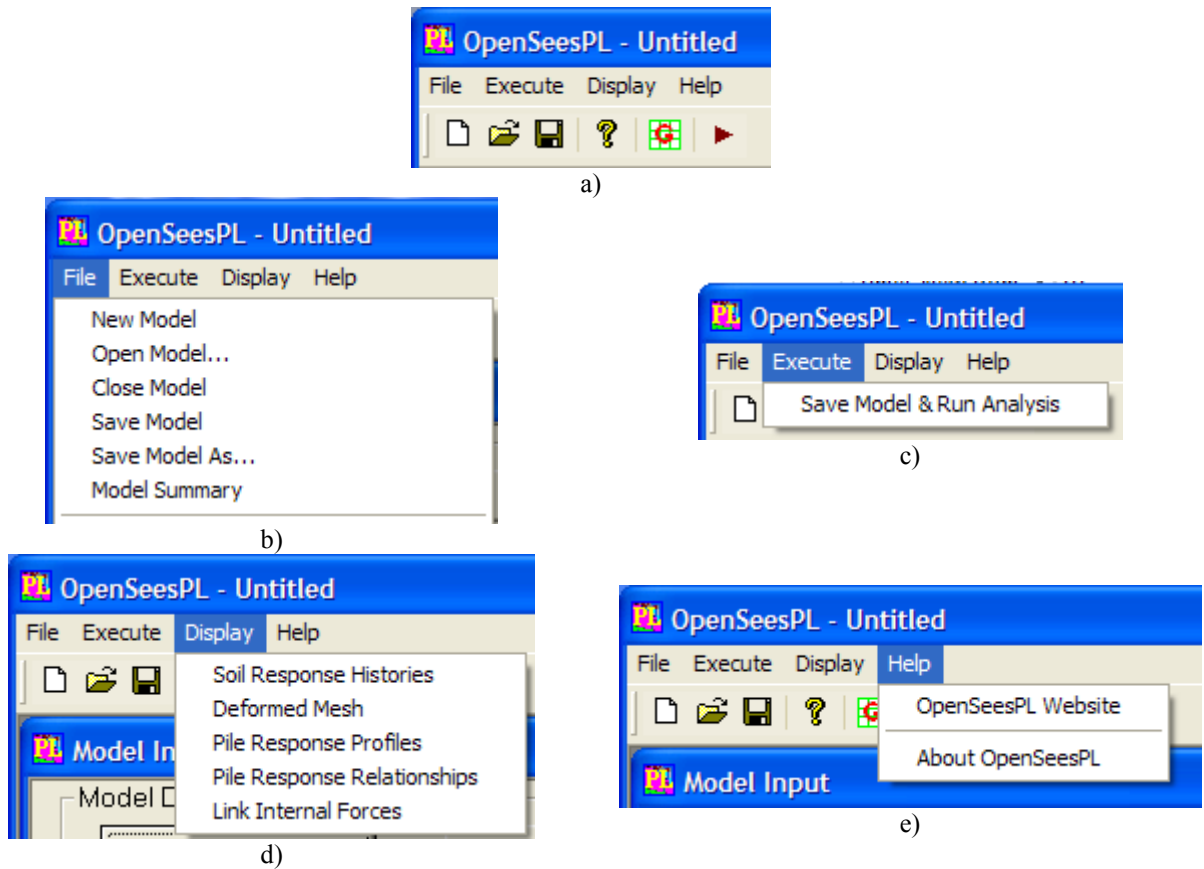 PL OpenSeesPL - Untitled
File Execute Display Help
G
a)
PL OpenSeesPL - Untitled
File Execute Display Help
New Model
Open Model...
Close Model
Save Model
Save Model As...
Model Summary
b)
PL OpenSeesPL - Untitled
File Execute Display Help
Save Model & Run Analysis
c)
PL OpenSeesPL - Untitled
File Execute Display Help
Soil Response Histories
Deformed Mesh
Pile Response Profiles
Pile Response Relationships
Link Internal Forces
PL Model In
Model D
d)
PL OpenSeesPL - Untitled
File Execute Display Help
G
OpenSeesPL Website
About OpenSeesPL
PL Model Input
e)